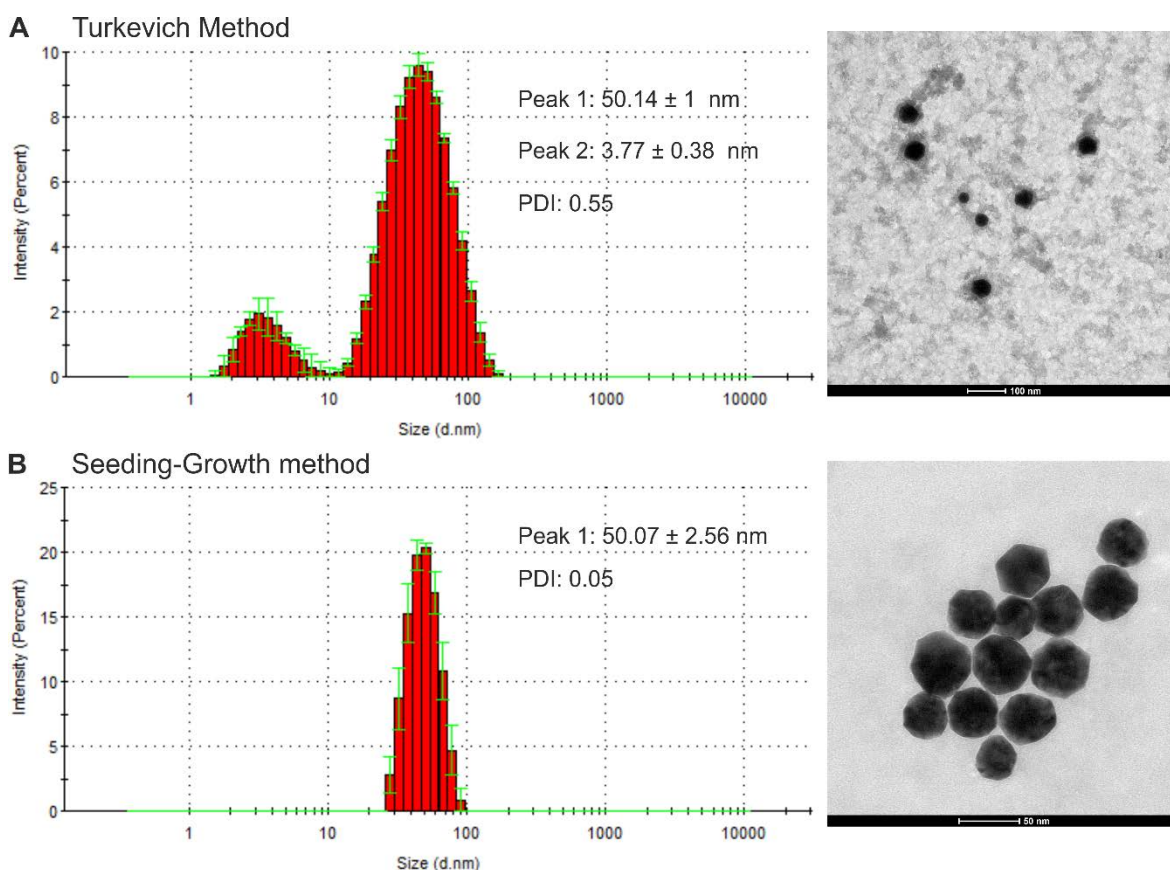 A Turkevich Method
Intensity (Percent)
10
8
6
4
2
0
1 10 100 1000 10000
Size (d.nm)
Peak 1: 50.14 ± 1 nm
Peak 2: 3.77 ± 0.38 nm
PDI: 0.55
100 nm
B Seeding-Growth method
Intensity (Percent)
25
20
15
10
5
0
1 10 100 1000 10000
Size (d.nm)
Peak 1: 50.07 ± 2.56 nm
PDI: 0.05
50 nm